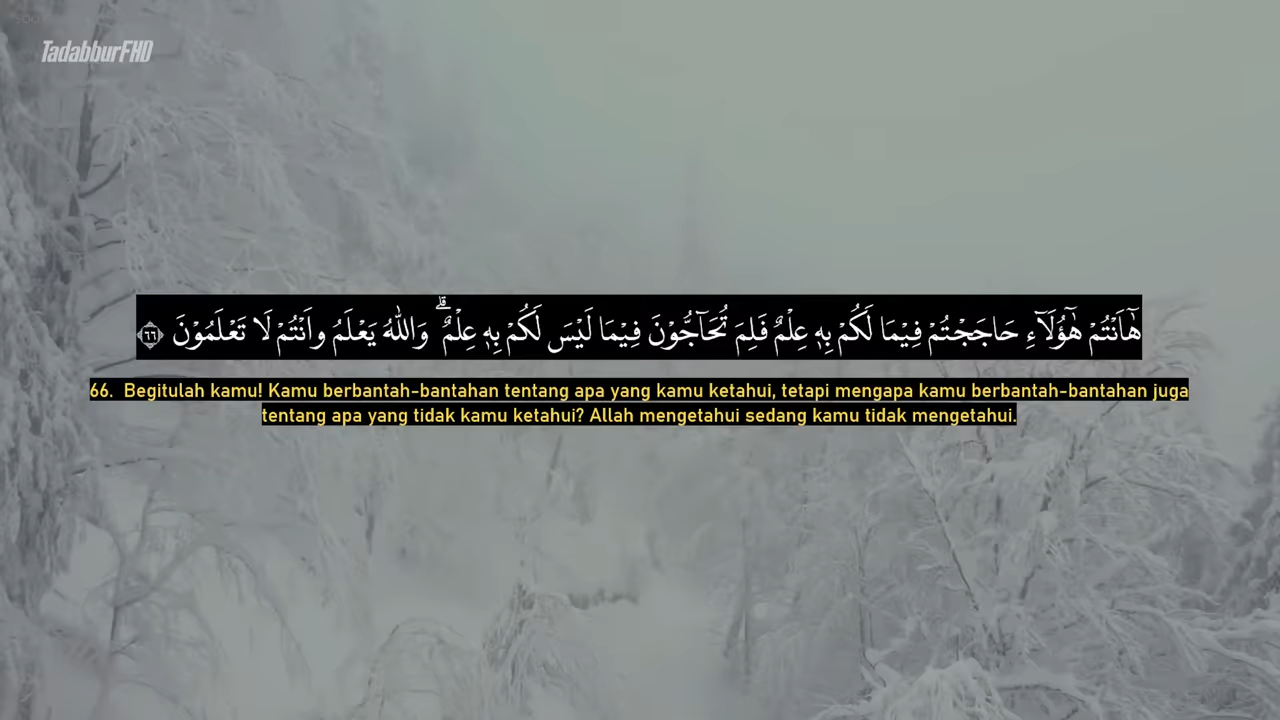 TadabburFHD
هٰٓاَنْتُمْ هٰٓؤُلَاۤءِ حَاجَجْتُمْ فِيْمَا لَكُمْ بِهٖ عِلْمٌ فَلِمَ تُحَاۤجُّوْنَ فِيْمَا لَيْسَ لَكُمْ بِهٖ عِلْمٌ ۗ وَاللّٰهُ يَعْلَمُ واَنْتُمْ لَا تَعْلَمُوْنَ ٦٦
66. Begitulah kamu! Kamu berbantah-bantahan tentang apa yang kamu ketahui, tetapi mengapa kamu berbantah-bantahan juga
tentang apa yang tidak kamu ketahui? Allah mengetahui sedang kamu tidak mengetahui.